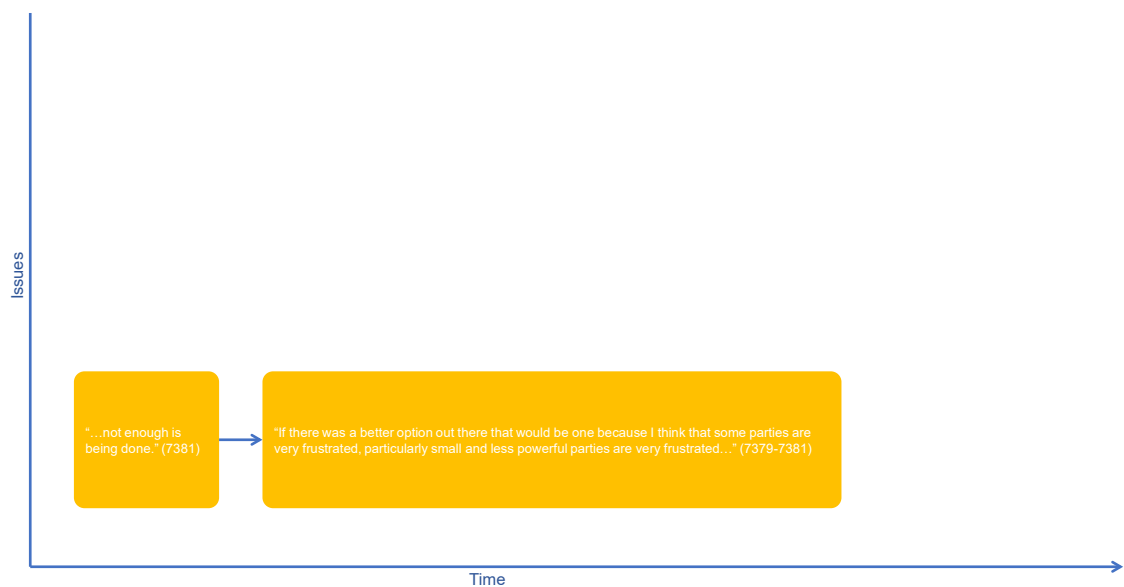 Issues
“…not enough is
being done.” (7381)
“If there was a better option out there that would be one because I think that some parties are
very frustrated, particularly small and less powerful parties are very frustrated…” (7379-7381)
Time